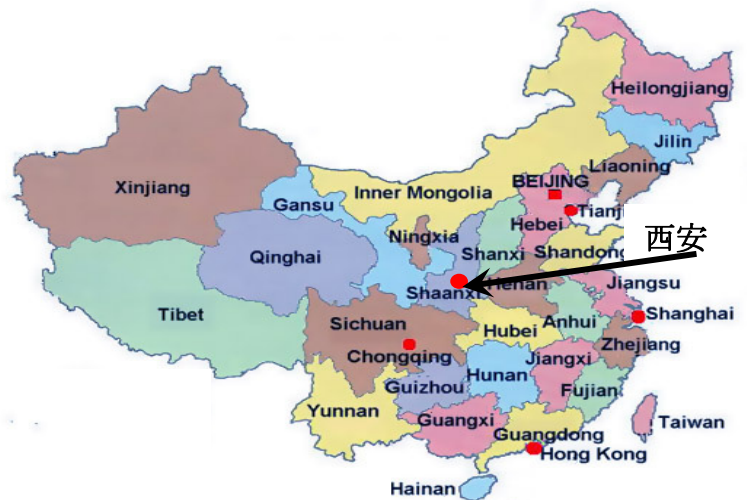 Heilongjiang
Jilin
Liaoning
Xinjiang
BEIJING
Inner Mongolia
Gansu
Tianj
Hebei
Ningxia
西安
Qinghai
Shanxi
Shandong
Henan
Jiangsu
Shaanxi
Tibet
Shanghai
Sichuan
Anhui
Hubei
Zhejiang
Chongqing
Jiangxi
Hunan
Guizhou
Fujian
Yunnan
Guangxi
Taiwan
Guangdong
Hong Kong
Hainan